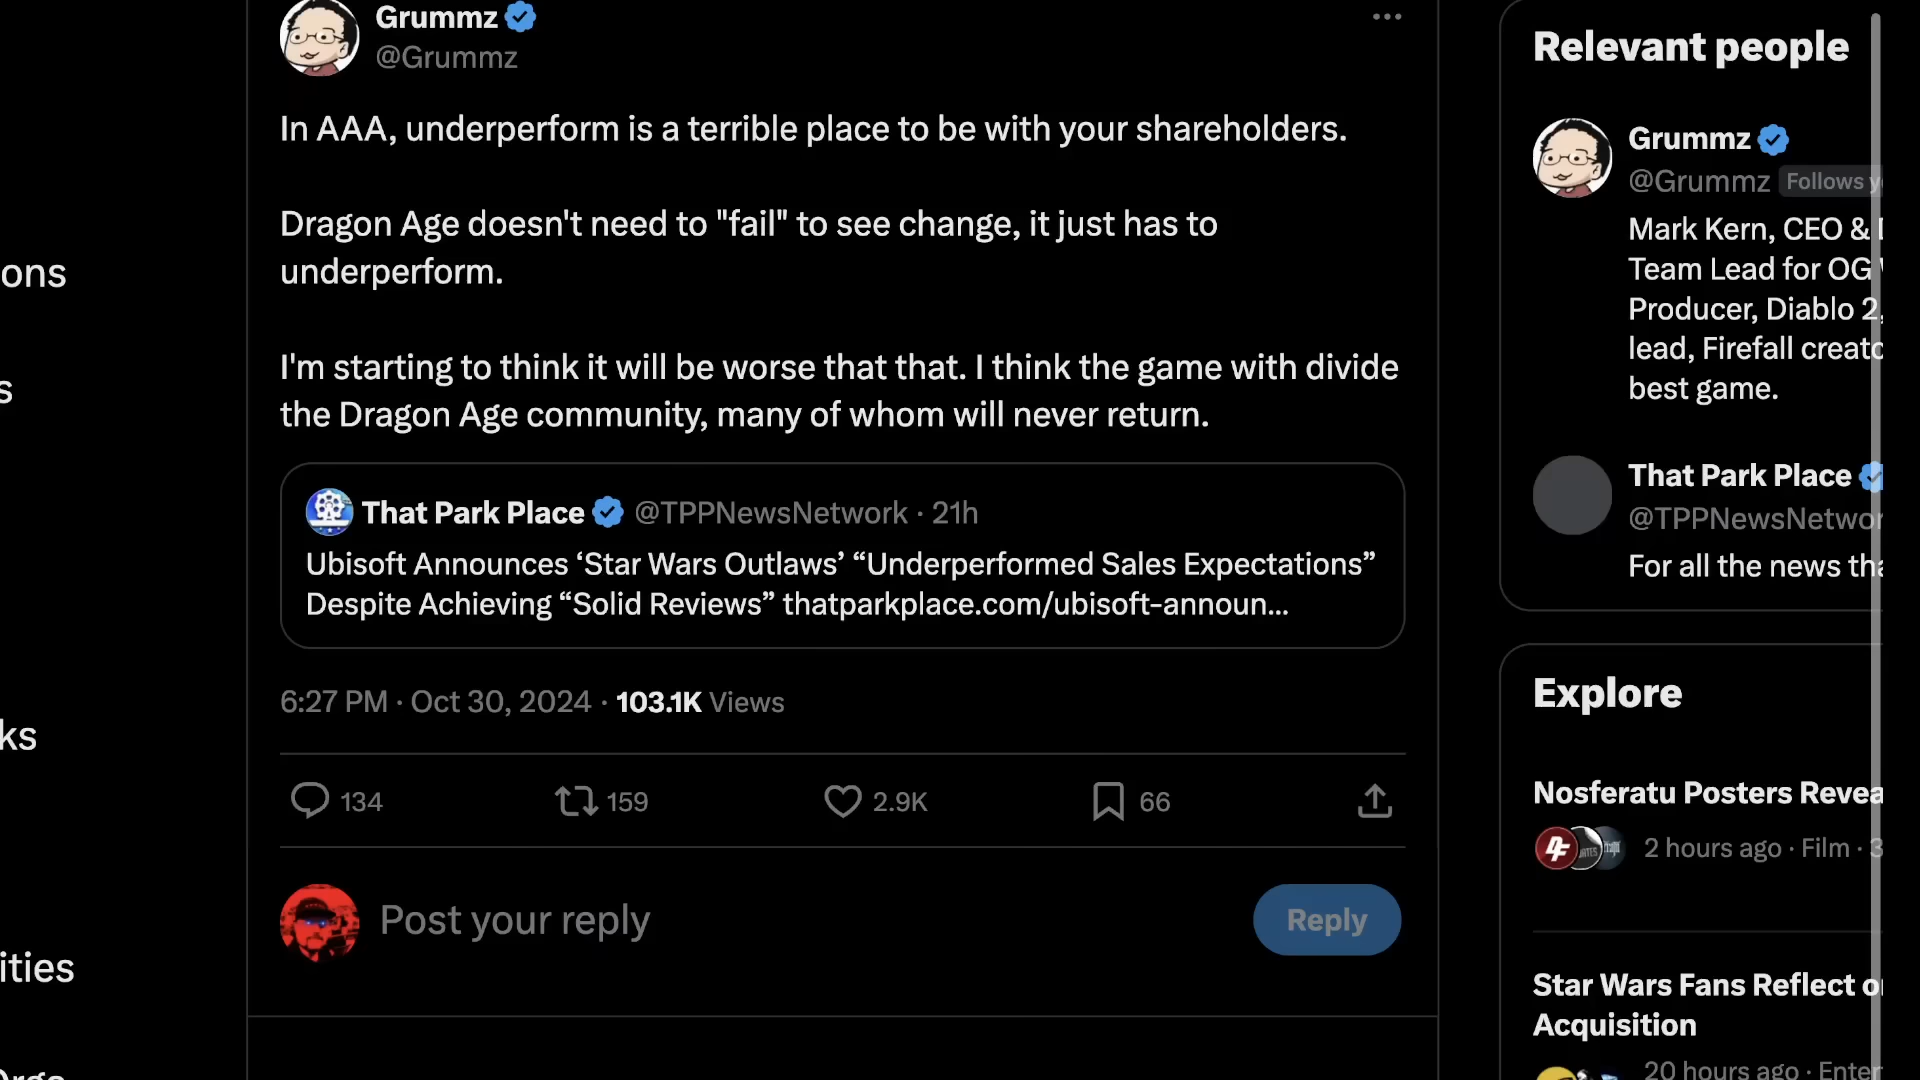 ons
s
ks
ities
Grummz
@Grummz
In AAA, underperform is a terrible place to be with your shareholders.
Dragon Age doesn't need to "fail" to see change, it just has to
underperform.
I'm starting to think it will be worse that that. I think the game with divide
the Dragon Age community, many of whom will never return.
That Park Place @TPPNewsNetwork · 21h
Ubisoft Announces ‘Star Wars Outlaws’ “Underperformed Sales Expectations”
Despite Achieving “Solid Reviews” thatparkplace.com/ubisoft-announ...
6:27 PM · Oct 30, 2024 · 103.1K Views
134 159 2.9K 66
Post your reply
Reply
Relevant people
Grummz
@Grummz Follows y
Mark Kern, CEO &
Team Lead for OG
Producer, Diablo 2,
lead, Firefall creato
best game.
That Park Place
@TPPNewsNetwor
For all the news tha
Explore
Nosferatu Posters Revea
2 hours ago · Film · 3
Star Wars Fans Reflect o
Acquisition
20 hours ago · Enter